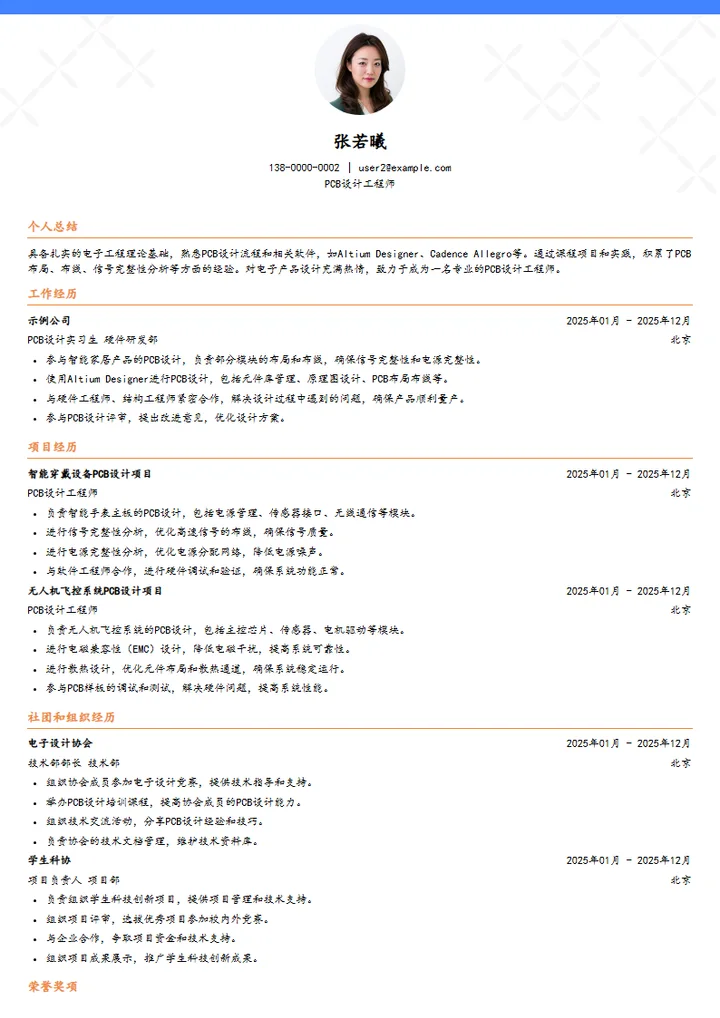 张若曦
138-0000-0002 | user2@example.com
PCB设计工程师
个人总结
具备扎实的电子工程理论基础，熟悉PCB设计流程和相关软件，如Altium Designer、Cadence Allegro等。通过课程项目和实践，积累了PCB
布局、布线、信号完整性分析等方面的经验。对电子产品设计充满热情，致力于成为一名专业的PCB设计工程师。
工作经历
示例公司 2025年01月 - 2025年12月
PCB设计实习生 硬件研发部 北京
• 参与智能家居产品的PCB设计，负责部分模块的布局和布线，确保信号完整性和电源完整性。
• 使用Altium Designer进行PCB设计，包括元件库管理、原理图设计、PCB布局布线等。
• 与硬件工程师、结构工程师紧密合作，解决设计过程中遇到的问题，确保产品顺利量产。
• 参与PCB设计评审，提出改进意见，优化设计方案。
项目经历
智能穿戴设备PCB设计项目 2025年01月 - 2025年12月
PCB设计工程师 北京
• 负责智能手表主板的PCB设计，包括电源管理、传感器接口、无线通信等模块。
• 进行信号完整性分析，优化高速信号的布线，确保信号质量。
• 进行电源完整性分析，优化电源分配网络，降低电源噪声。
• 与软件工程师合作，进行硬件调试和验证，确保系统功能正常。
无人机飞控系统PCB设计项目 2025年01月 - 2025年12月
PCB设计工程师 北京
• 负责无人机飞控系统的PCB设计，包括主控芯片、传感器、电机驱动等模块。
• 进行电磁兼容性（EMC）设计，降低电磁干扰，提高系统可靠性。
• 进行散热设计，优化元件布局和散热通道，确保系统稳定运行。
• 参与PCB样板的调试和测试，解决硬件问题，提高系统性能。
社团和组织经历
电子设计协会 2025年01月 - 2025年12月
技术部部长 技术部 北京
• 组织协会成员参加电子设计竞赛，提供技术指导和支持。
• 举办PCB设计培训课程，提高协会成员的PCB设计能力。
• 组织技术交流活动，分享PCB设计经验和技巧。
• 负责协会的技术文档管理，维护技术资料库。
学生科协 2025年01月 - 2025年12月
项目负责人 项目部 北京
• 负责组织学生科技创新项目，提供项目管理和技术支持。
• 组织项目评审，选拔优秀项目参加校内外竞赛。
• 与企业合作，争取项目资金和技术支持。
• 组织项目成果展示，推广学生科技创新成果。
荣誉奖项